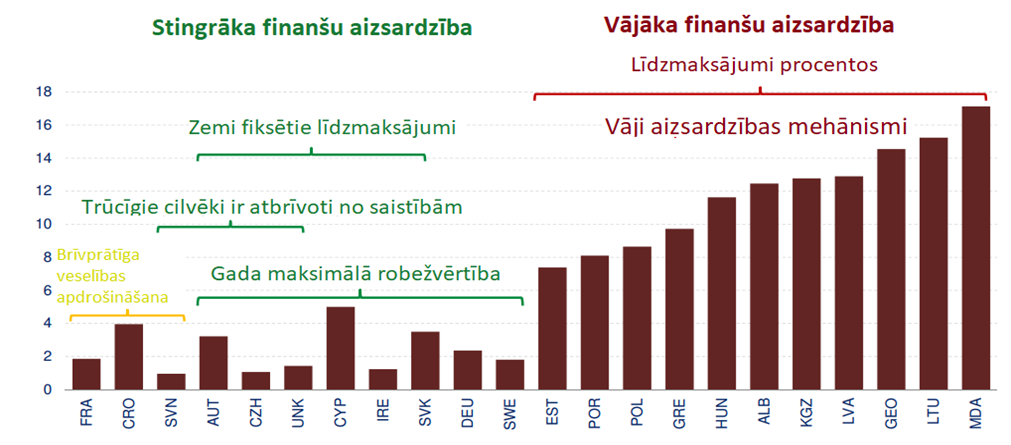 Stingrāka finanšu aizsardzība
Vājāka finanšu aizsardzība
Līdzmaksājumi procentos
Zemi fiksētie līdzmaksājumi
Vāji aizsardzības mehānismi
Trūcīgie cilvēki ir atbrīvoti no saistībām
Brīvprātīga
veselības
apdrošināšana
Gada maksimālā robežvērtība
18
16
14
12
10
8
6
4
2
0
FRA
CRO
SVN
AUT
CZH
UNK
CYP
IRE
SVK
DEU
SWE
EST
POR
POL
GRE
HUN
ALB
KGZ
LVA
GEO
LTU
MDA